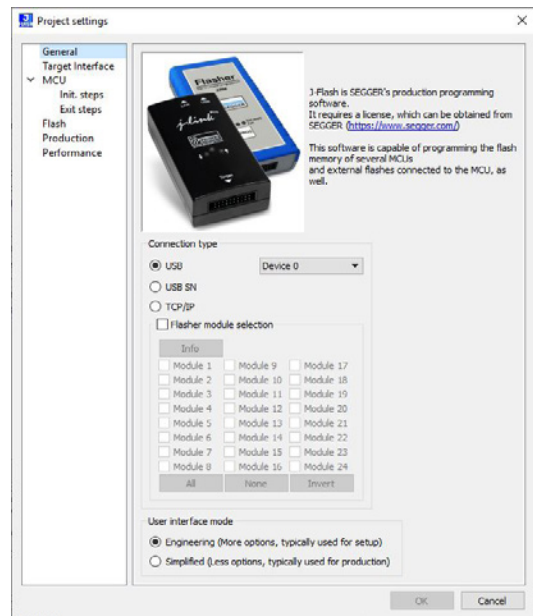 Project settings
General
Target Interface
MCU
Init. steps
Exit steps
Flash
Production
Performance
Flasher
J-Link
J-Flash is SEGGER's production programming
software.
It requires a license, which can be obtained from
SEGGER (https://www.segger.com/)
This software is capable of programming the flash
memory of several MCUs
and external flashes connected to the MCU, as
well.
Connection type
USB Device 0
USB SN
TCP/IP
Flasher module selection
Info
Module 1 Module 9 Module 17
Module 2 Module 10 Module 18
Module 3 Module 11 Module 19
Module 4 Module 12 Module 20
Module 5 Module 13 Module 21
Module 6 Module 14 Module 22
Module 7 Module 15 Module 23
Module 8 Module 16 Module 24
All None Invert
User interface mode
Engineering (More options, typically used for setup)
Simplified (Less options, typically used for production)
OK Cancel